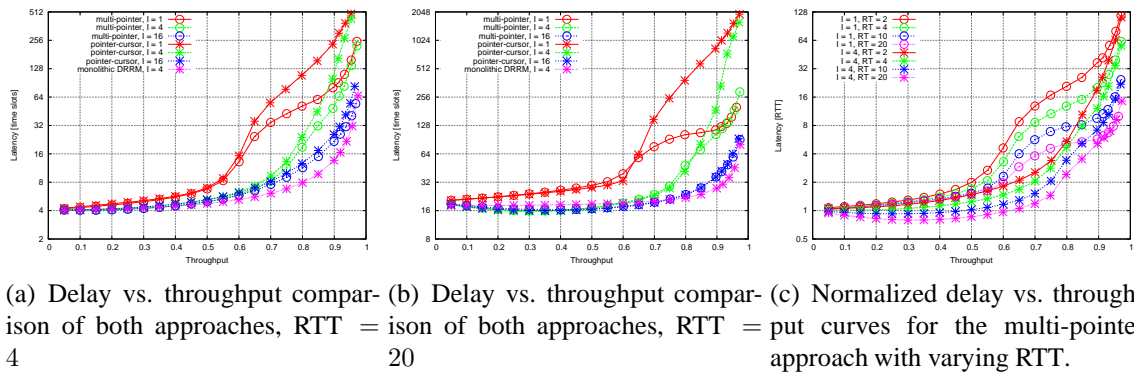 512
256
128
64
32
16
8
4
2
Latency [time slots]
0 0.1 0.2 0.3 0.4 0.5 0.6 0.7 0.8 0.9 1
Throughput
multi-pointer, I = 1
multi-pointer, I = 4
multi-pointer, I = 16
pointer-cursor, I = 1
pointer-cursor, I = 4
pointer-cursor, I = 16
monolithic DRRM, I = 4
2048
1024
512
256
128
64
32
16
8
Latency [time slots]
0 0.1 0.2 0.3 0.4 0.5 0.6 0.7 0.8 0.9 1
Throughput
multi-pointer, I = 1
multi-pointer, I = 4
multi-pointer, I = 16
pointer-cursor, I = 1
pointer-cursor, I = 4
pointer-cursor, I = 16
monolithic DRRM, I = 4
128
64
32
16
8
4
2
1
0.5
Latency [RTT]
0 0.1 0.2 0.3 0.4 0.5 0.6 0.7 0.8 0.9 1
Throughput
I = 1, RT = 2
I = 1, RT = 4
I = 1, RT = 10
I = 1, RT = 20
I = 4, RT = 2
I = 4, RT = 4
I = 4, RT = 10
I = 4, RT = 20
(a) Delay vs. throughput compar-
ison of both approaches, RTT =
4
(b) Delay vs. throughput compar-
ison of both approaches, RTT =
20
(c) Normalized delay vs. through
put curves for the multi-pointe
approach with varying RTT.